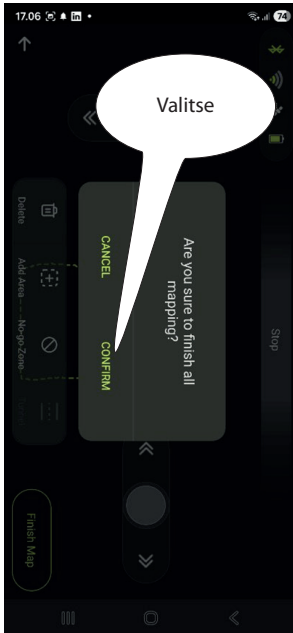 17.06
74
Valitse
Stop
Are you sure to finish all
mapping?
CANCEL
CONFIRM
Delete
Add Area
No-go-Zone
Finish Map